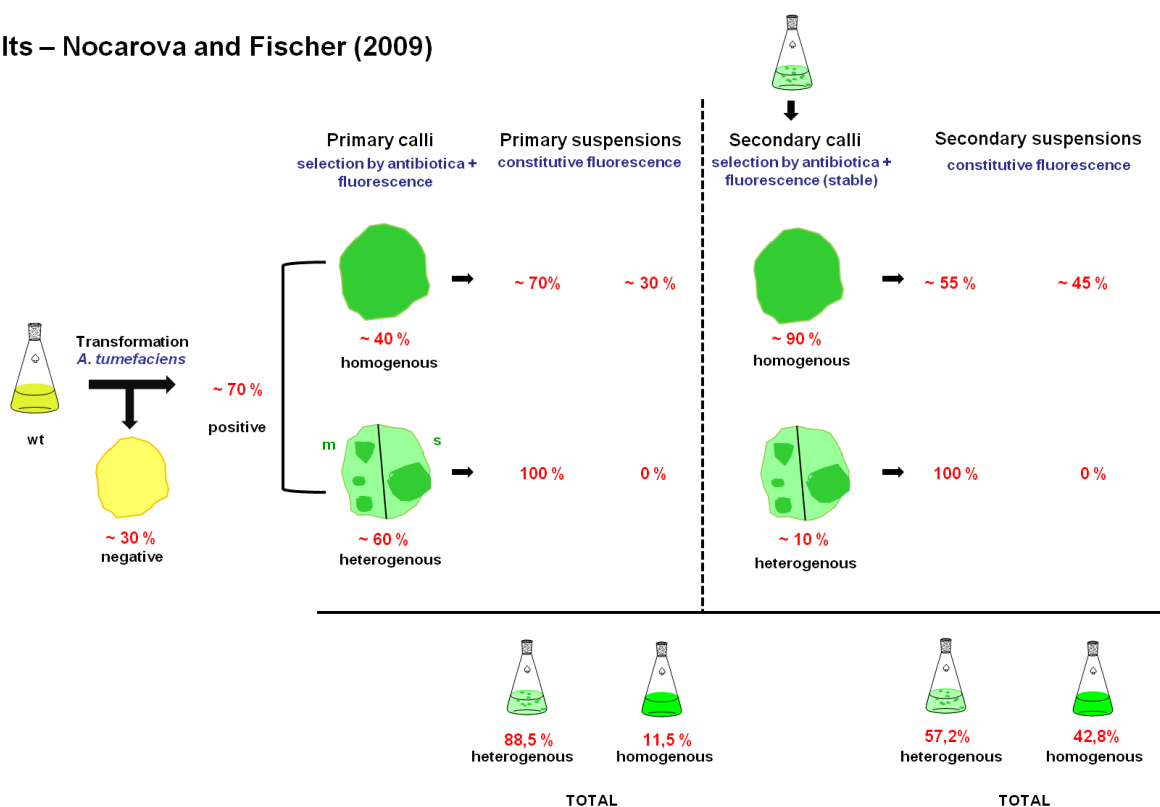 lts – Nocarova and Fischer (2009)
Primary calli
selection by antibiotica +
fluorescence
Primary suspensions
constitutive fluorescence
Secondary calli
selection by antibiotica +
fluorescence (stable)
Secondary suspensions
constitutive fluorescence
~ 70%
~ 30 %
~ 55 %
~ 45 %
~ 40 %
homogenous
~ 90 %
homogenous
Transformation
A. tumefaciens
~ 70 %
positive
wt
m
s
100 %
0 %
100 %
0 %
~ 30 %
negative
~ 60 %
heterogenous
~ 10 %
heterogenous
88,5 %
heterogenous
11,5 %
homogenous
57,2%
heterogenous
42,8%
homogenous
TOTAL
TOTAL